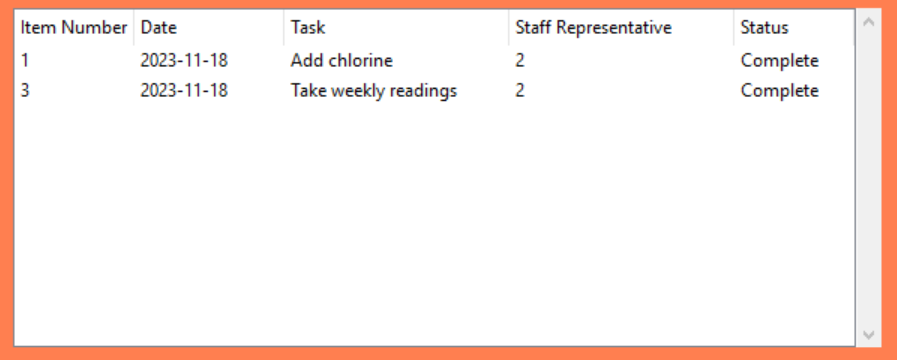 Item Number Date Task Staff Representative Status
1 2023-11-18 Add chlorine 2 Complete
3 2023-11-18 Take weekly readings 2 Complete